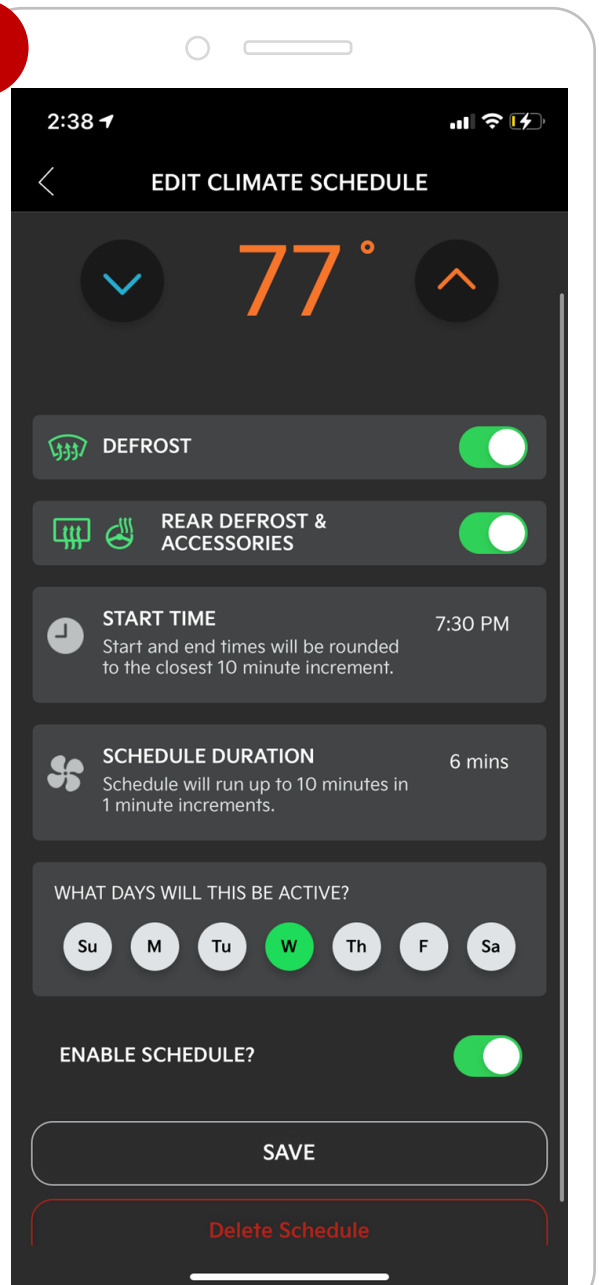 2:38
EDIT CLIMATE SCHEDULE
77°
DEFROST
REAR DEFROST &
ACCESSORIES
START TIME
7:30 PM
Start and end times will be rounded
to the closest 10 minute increment.
SCHEDULE DURATION
6 mins
Schedule will run up to 10 minutes in
1 minute increments.
WHAT DAYS WILL THIS BE ACTIVE?
Su M Tu W Th F Sa
ENABLE SCHEDULE?
SAVE
Delete Schedule